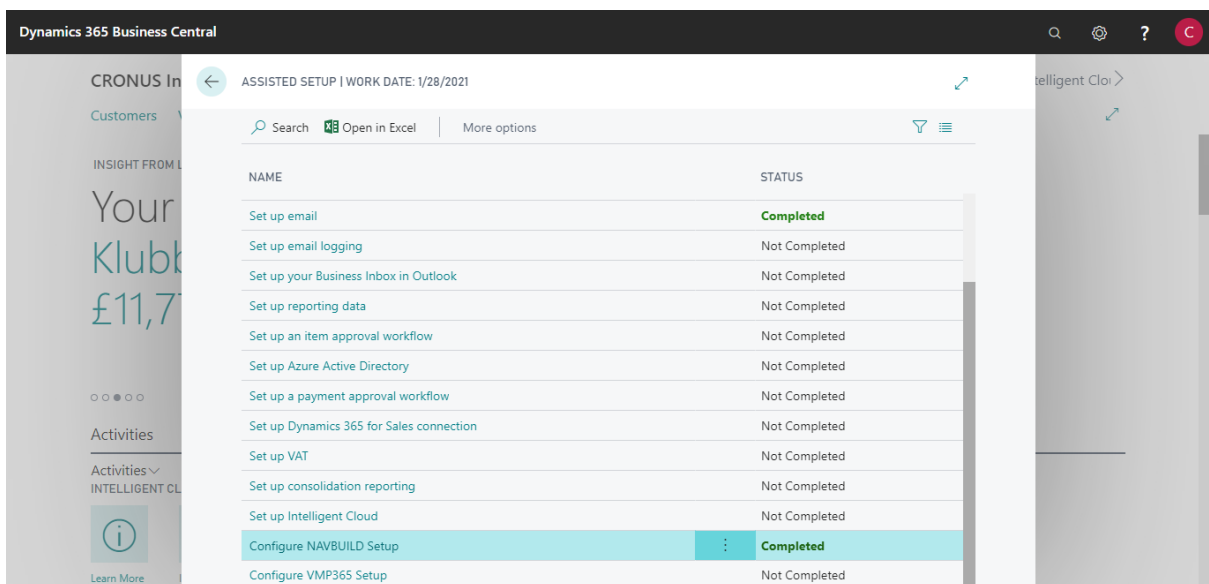 Dynamics 365 Business Central
?
C
CRONUS In
ASSISTED SETUP | WORK DATE: 1/28/2021
Customers
Search Open in Excel More options
INSIGHT FROM
NAME STATUS
Your
Set up email Completed
Set up email logging Not Completed
Set up your Business Inbox in Outlook Not Completed
£11,7
Set up reporting data Not Completed
Set up an item approval workflow Not Completed
Set up Azure Active Directory Not Completed
Set up a payment approval workflow Not Completed
Activities
Set up Dynamics 365 for Sales connection Not Completed
Set up VAT Not Completed
Activities
INTELLIGENT CL
Set up consolidation reporting Not Completed
Set up Intelligent Cloud Not Completed
Configure NAVBUILD Setup Completed
Learn More
Configure VMP365 Setup Not Completed